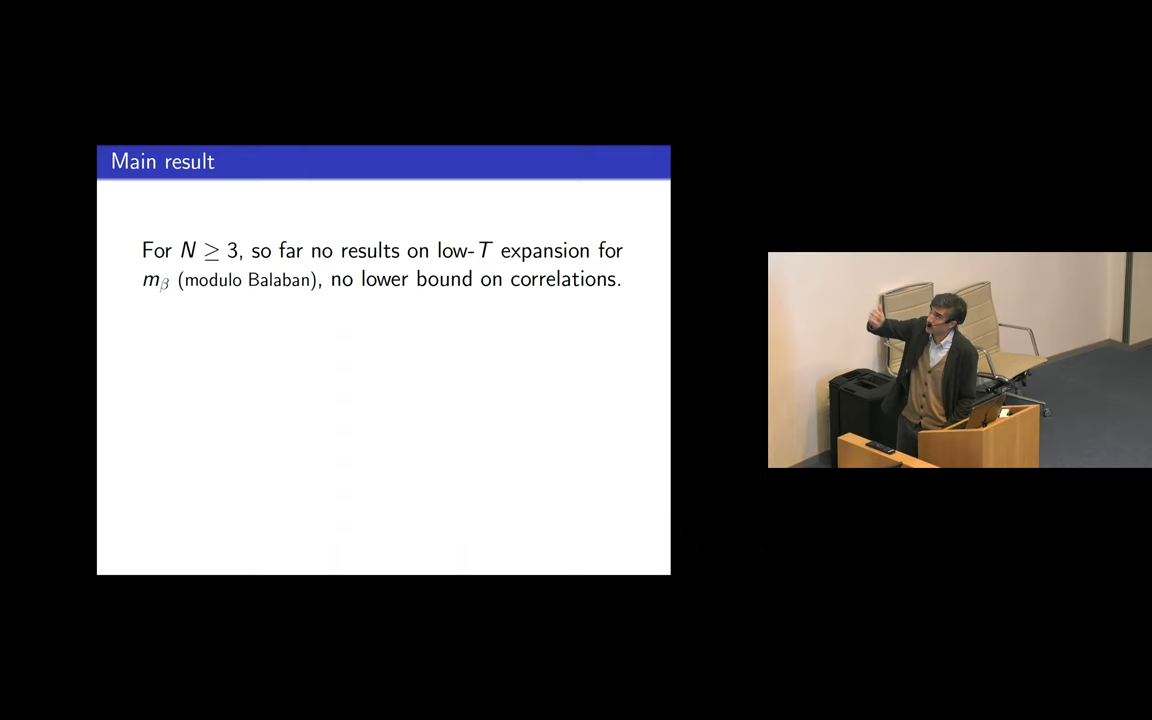 Main result
For N ≥ 3, so far no results on low-T expansion for
m_β (modulo Balaban), no lower bound on correlations.